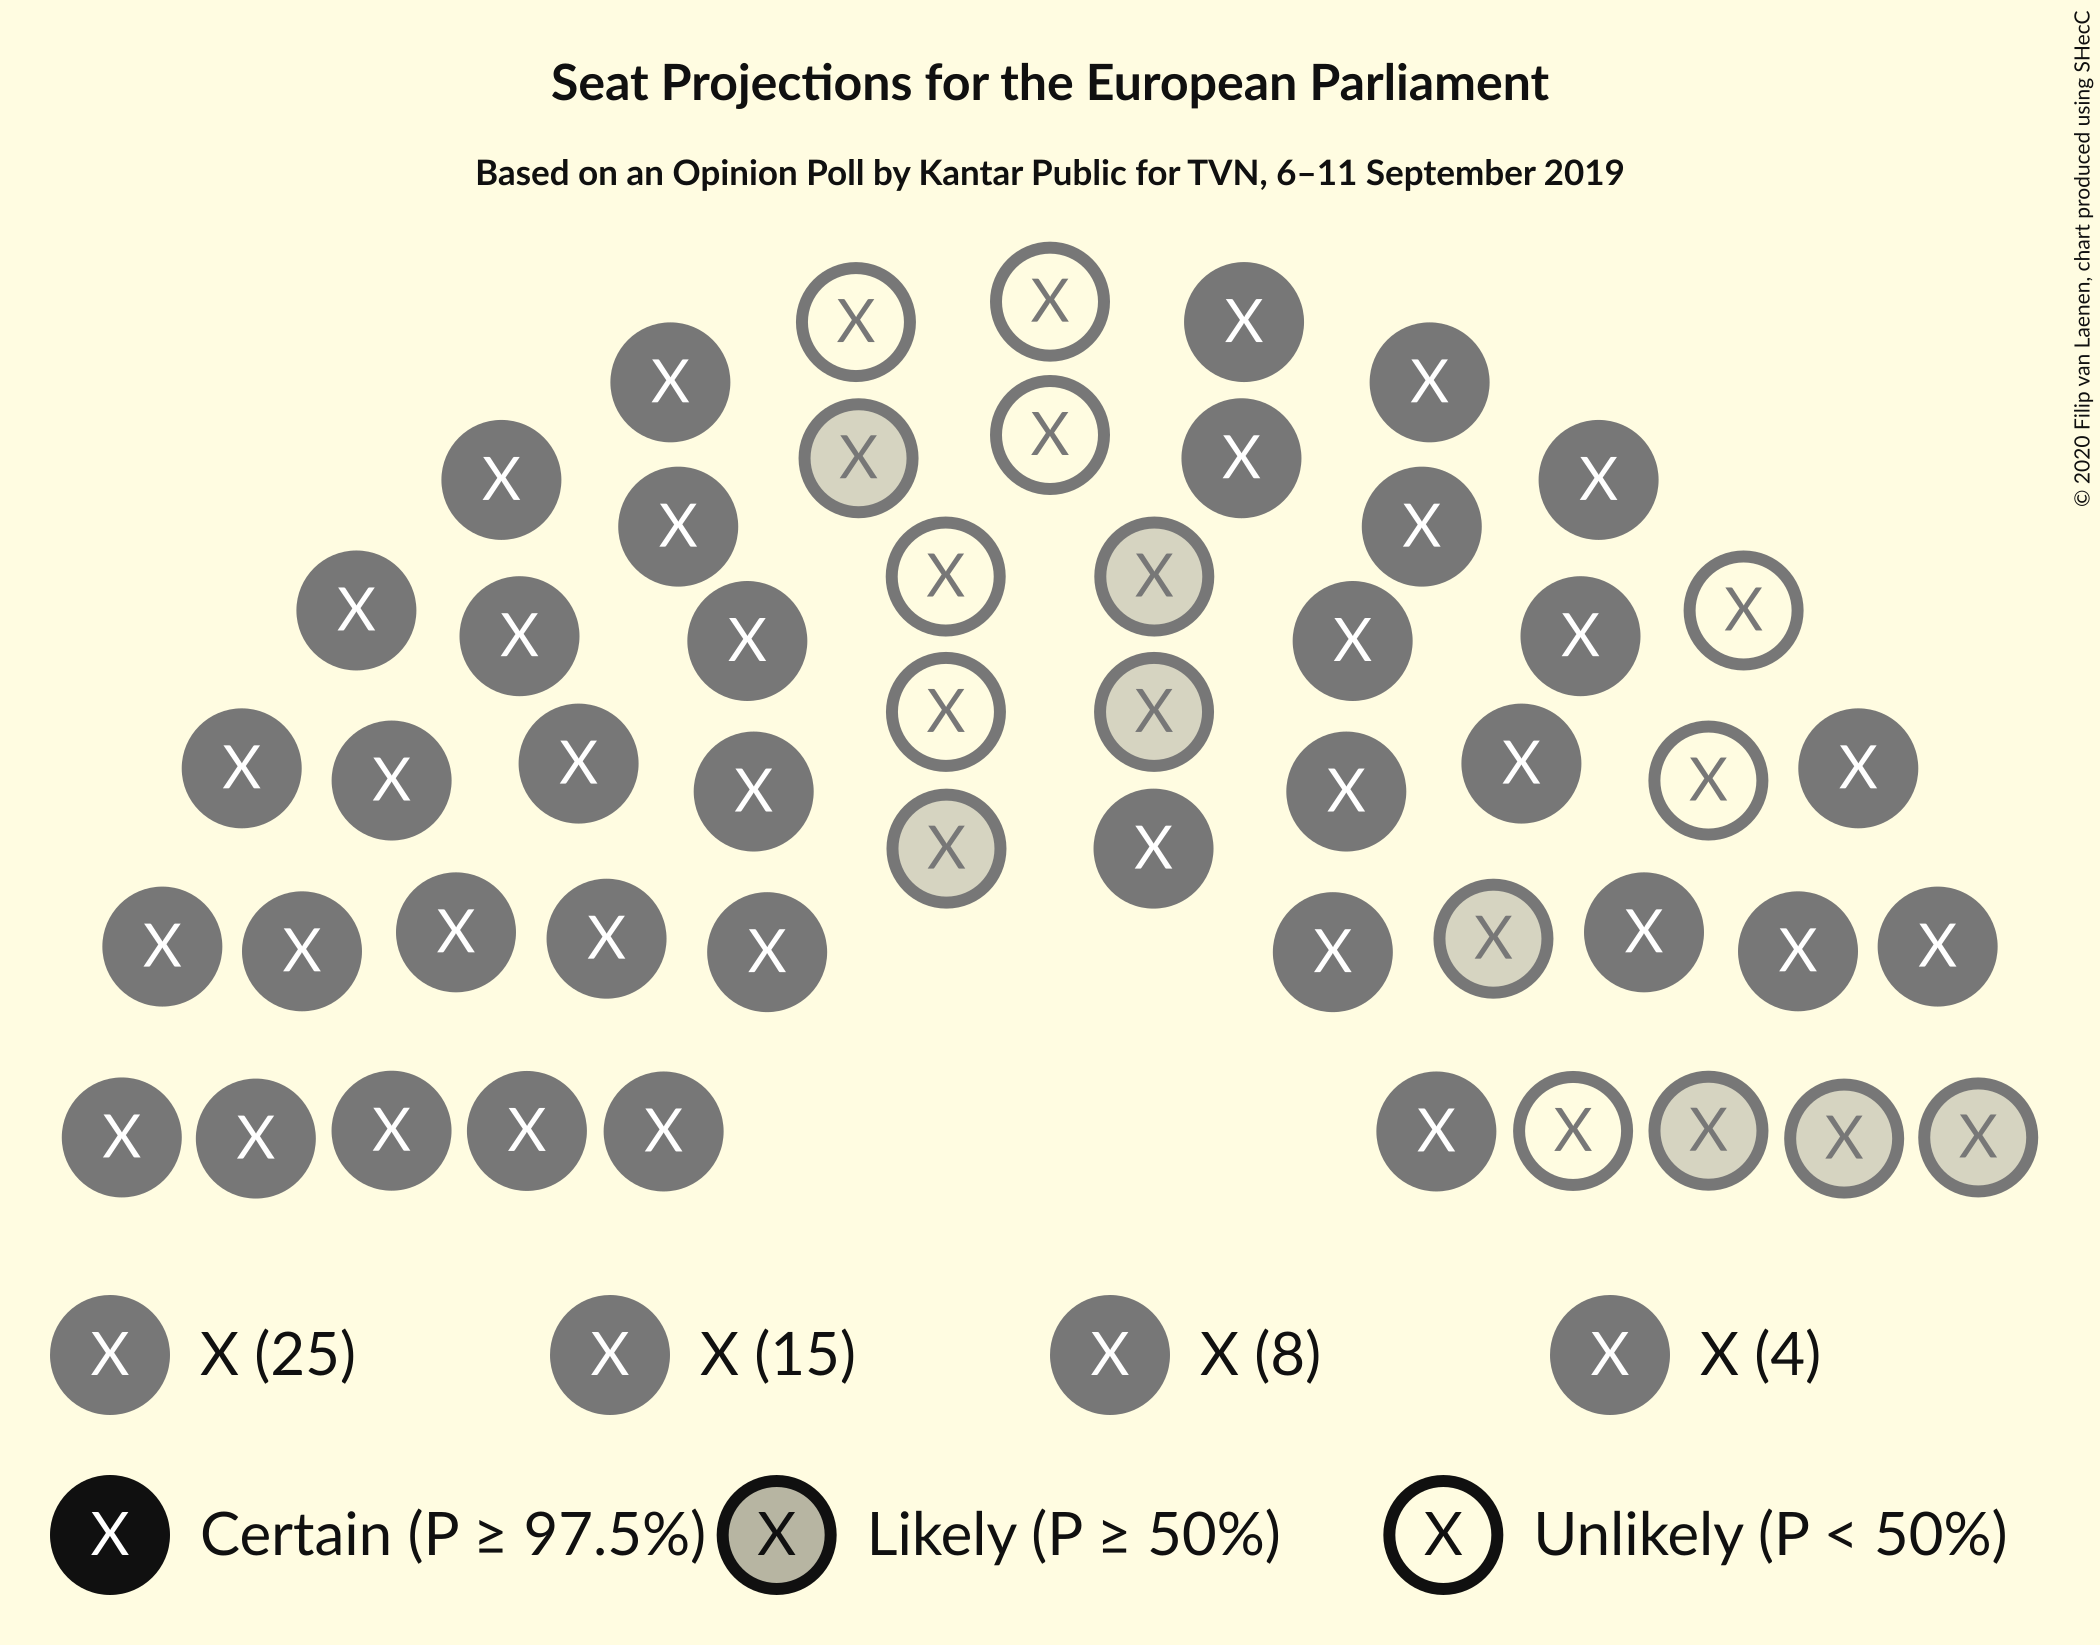 Seat Projections for the European Parliament
Based on an Opinion Poll by Kantar Public for TVN, 6–11 September 2019
© 2020 Filip van Laenen, chart produced using SHecC
X X X X X
X X X X X
X X X X X
X X X X X
X X X X X
X X X X X
X X X X X
X X X X X
X X X X X
X X X X X X
X
X X (25) X X (15) X X (8) X X (4)
X Certain (P ≥ 97.5%) X Likely (P ≥ 50%) X Unlikely (P < 50%)